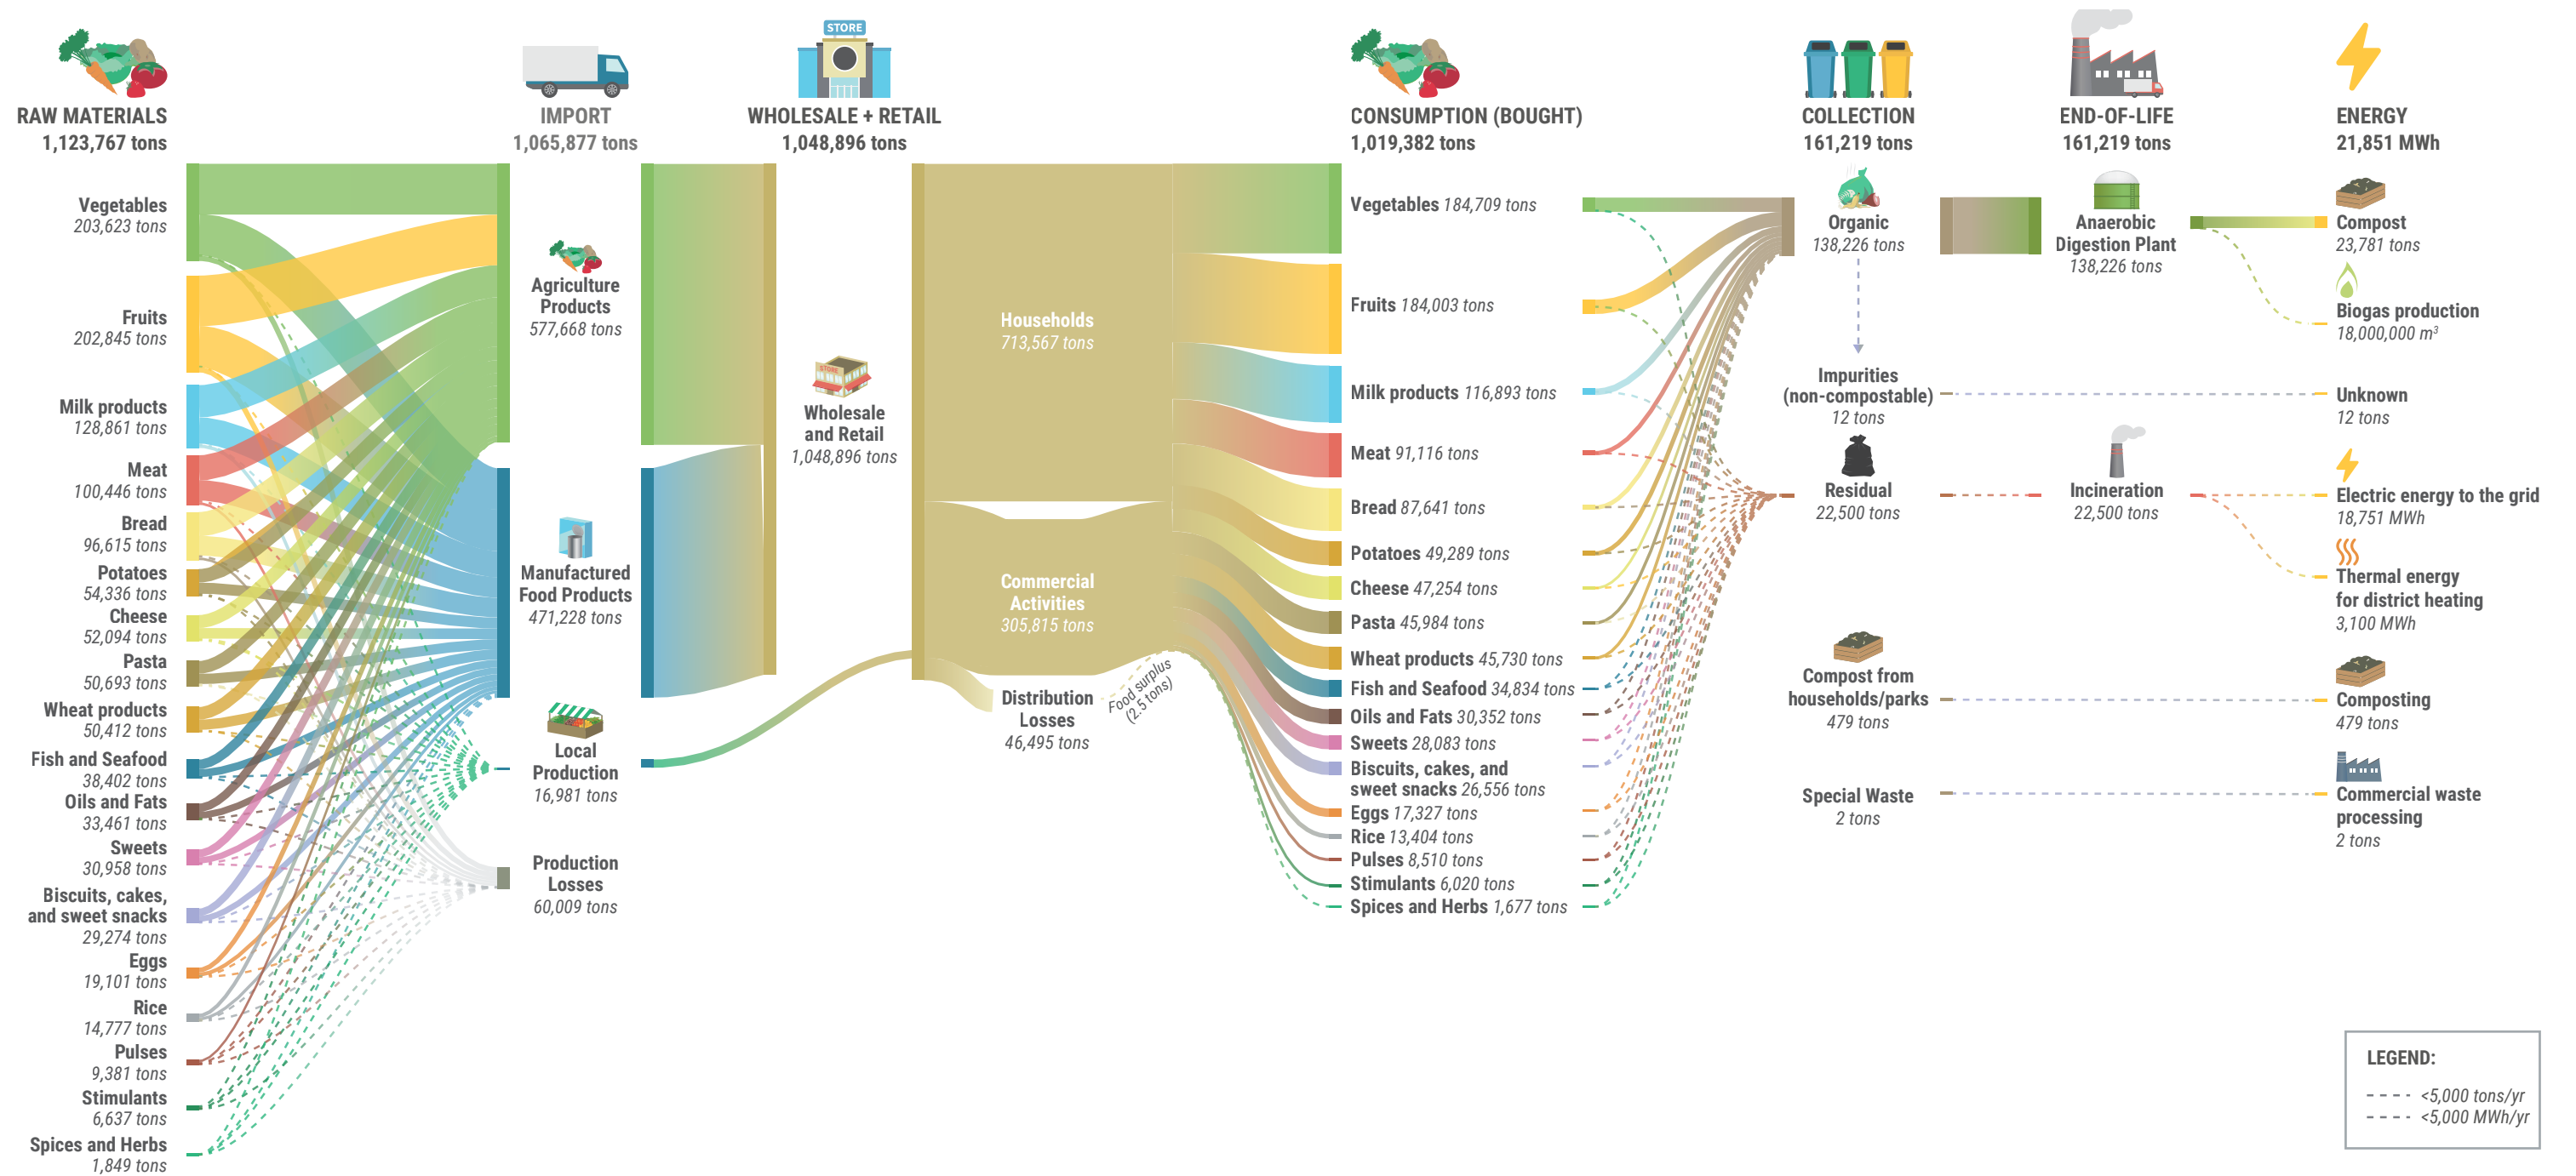 RAW MATERIALS
1,123,767 tons
Vegetables
203,623 tons
Fruits
202,845 tons
Milk products
128,861 tons
Meat
100,446 tons
Bread
96,615 tons
Potatoes
54,336 tons
Cheese
52,094 tons
Pasta
50,693 tons
Wheat products
50,412 tons
Fish and Seafood
38,402 tons
Oils and Fats
33,461 tons
Sweets
30,958 tons
Biscuits, cakes,
and sweet snacks
29,274 tons
Eggs
19,101 tons
Rice
14,777 tons
Pulses
9,381 tons
Stimulants
6,637 tons
Spices and Herbs
1,849 tons
IMPORT
1,065,877 tons
Agriculture
Products
577,668 tons
Manufactured
Food Products
471,228 tons
Local
Production
16,981 tons
Production
Losses
60,009 tons
STORE
WHOLESALE + RETAIL
1,048,896 tons
STORE
Wholesale
and Retail
1,048,896 tons
Households
713,567 tons
Commercial
Activities
305,815 tons
Distribution
Losses
46,495 tons
Food surplus
(2.5 tons)
CONSUMPTION (BOUGHT)
1,019,382 tons
Vegetables 184,709 tons
Fruits 184,003 tons
Milk products 116,893 tons
Meat 91,116 tons
Bread 87,641 tons
Potatoes 49,289 tons
Cheese 47,254 tons
Pasta 45,984 tons
Wheat products 45,730 tons
Fish and Seafood 34,834 tons
Oils and Fats 30,352 tons
Sweets 28,083 tons
Biscuits, cakes, and
sweet snacks 26,556 tons
Eggs 17,327 tons
Rice 13,404 tons
Pulses 8,510 tons
Stimulants 6,020 tons
Spices and Herbs 1,677 tons
COLLECTION
161,219 tons
Organic
138,226 tons
Impurities
(non-compostable)
12 tons
Residual
22,500 tons
Compost from
households/parks
479 tons
Special Waste
2 tons
END-OF-LIFE
161,219 tons
Anaerobic
Digestion Plant
138,226 tons
Incineration
22,500 tons
ENERGY
21,851 MWh
Compost
23,781 tons
Biogas production
18,000,000 m³
Unknown
12 tons
Electric energy to the grid
18,751 MWh
Thermal energy
for district heating
3,100 MWh
Composting
479 tons
Commercial waste
processing
2 tons
LEGEND:
<5,000 tons/yr
<5,000 MWh/yr